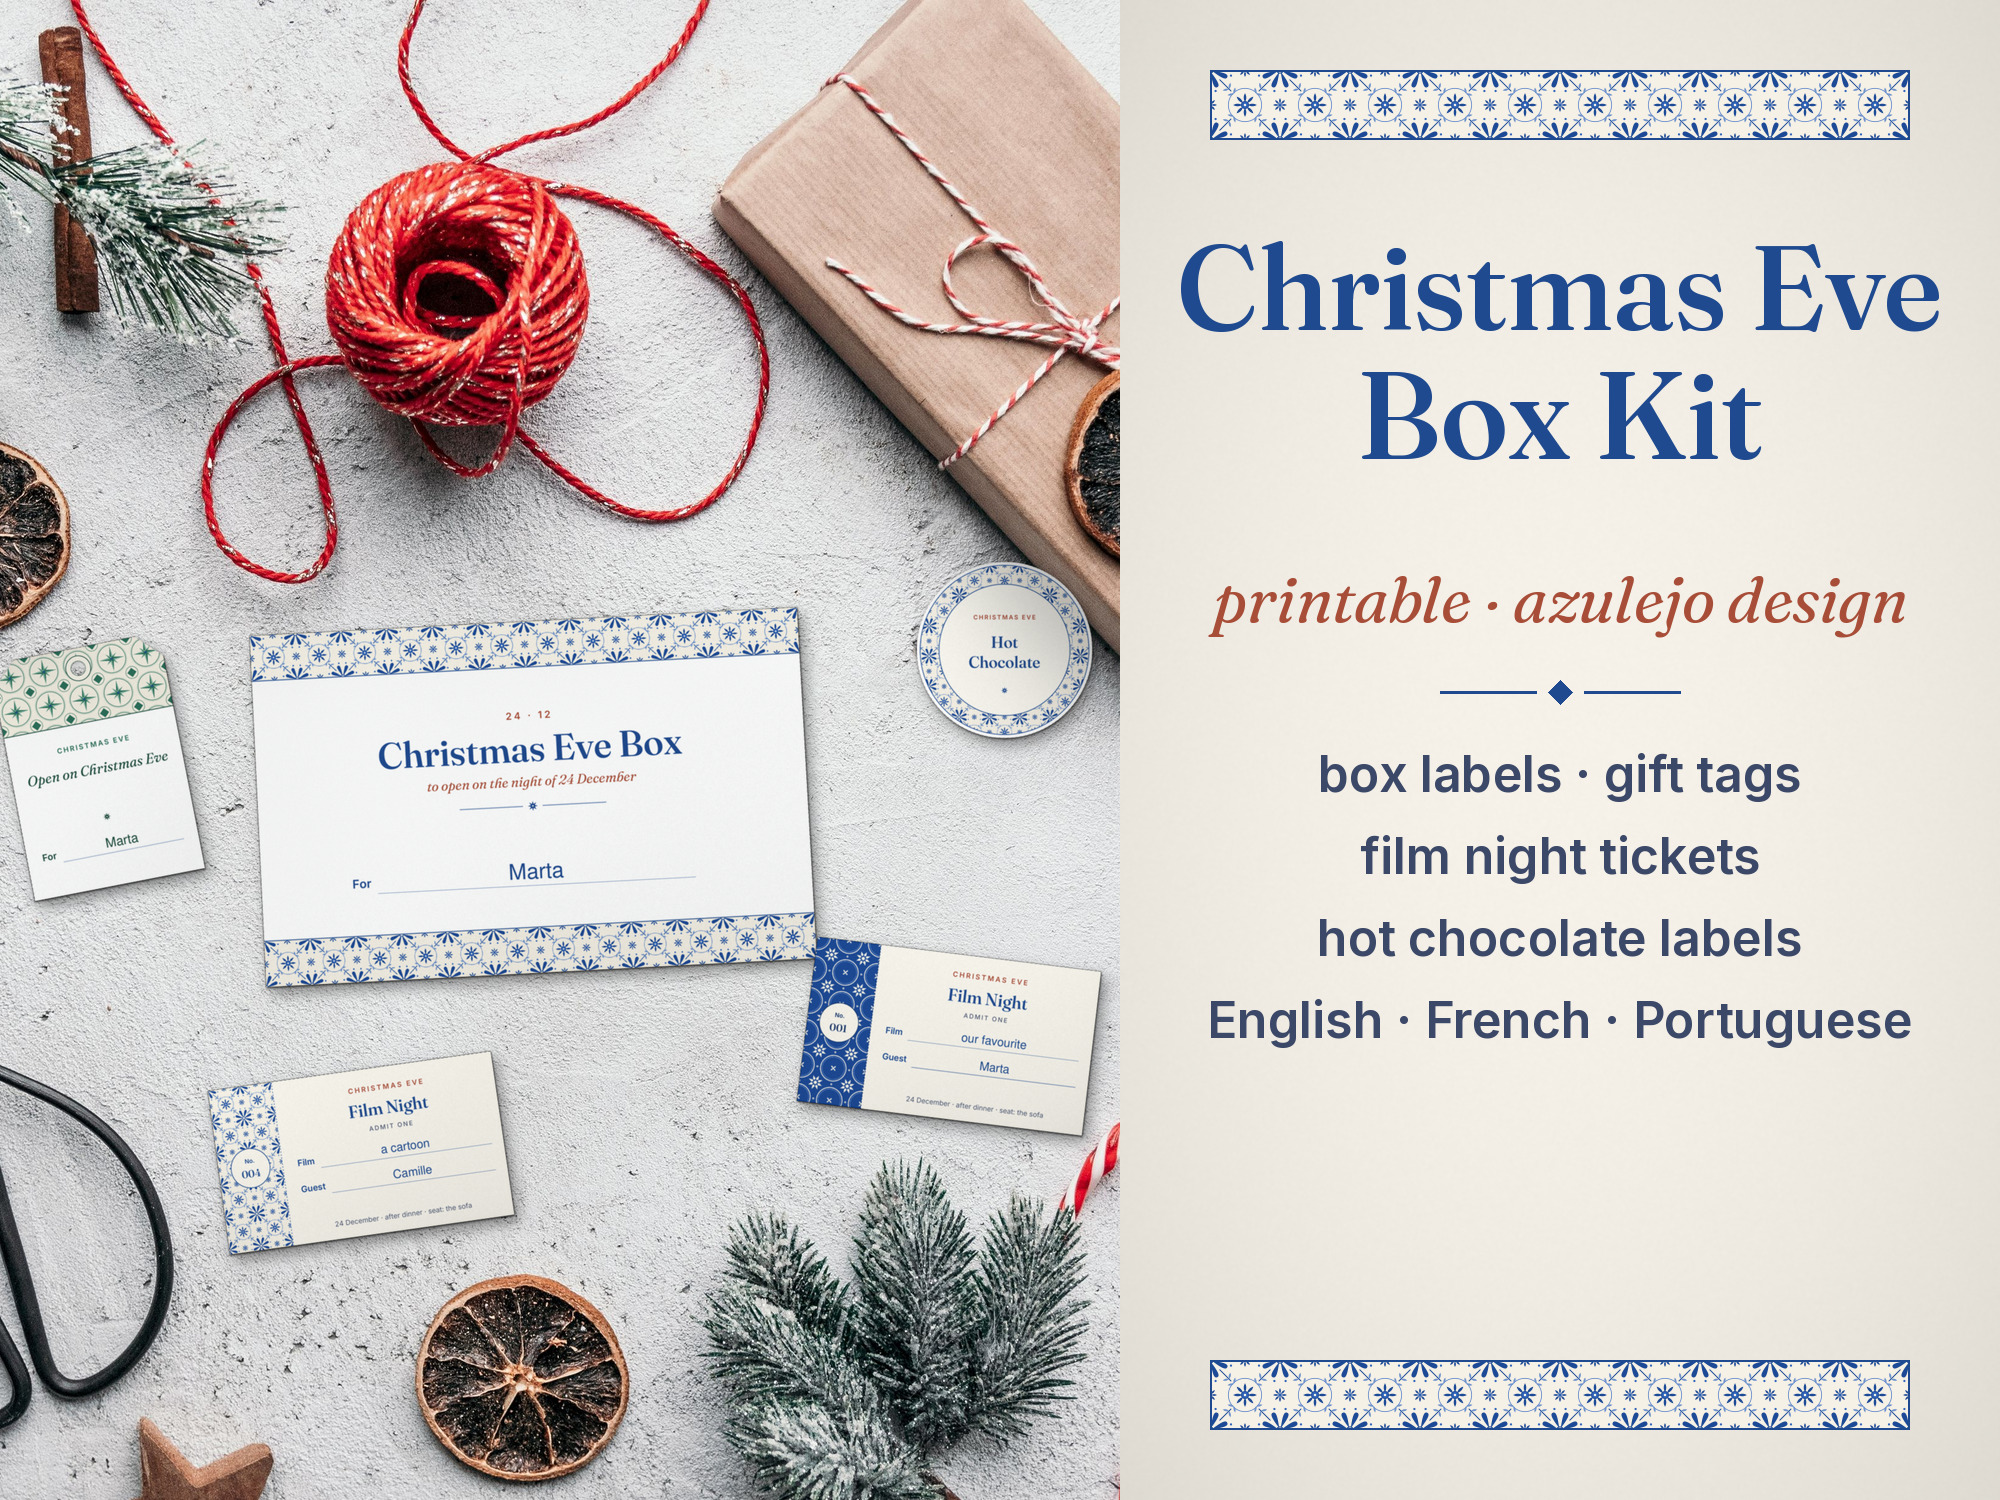 Christmas Eve
Box Kit
printable · azulejo design
box labels · gift tags
film night tickets
hot chocolate labels
English · French · Portuguese
CHRISTMAS EVE
Hot
Chocolate
24 · 12
Christmas Eve Box
to open on the night of 24 December
For Marta
CHRISTMAS EVE
Open on Christmas Eve
For Marta
No.
001
CHRISTMAS EVE
Film Night
ADMIT ONE
Film our favourite
Guest Marta
24 December · after dinner · seat: the sofa
No.
004
CHRISTMAS EVE
Film Night
ADMIT ONE
Film a cartoon
Guest Camille
24 December · after dinner · seat: the sofa